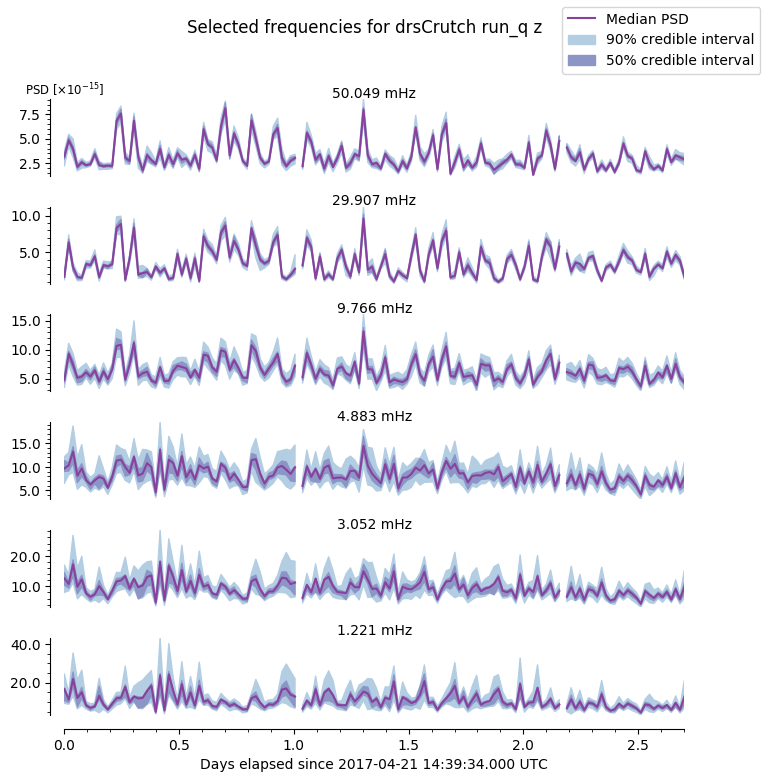 Selected frequencies for drsCrutch run_q z
Median PSD
90% credible interval
50% credible interval
PSD [×10⁻¹⁵]
50.049 mHz
7.5
5.0
2.5
29.907 mHz
10.0
5.0
9.766 mHz
15.0
10.0
5.0
4.883 mHz
15.0
10.0
5.0
3.052 mHz
20.0
10.0
1.221 mHz
40.0
20.0
0.0 0.5 1.0 1.5 2.0 2.5
Days elapsed since 2017-04-21 14:39:34.000 UTC